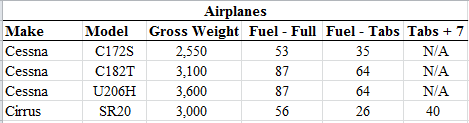 Airplanes
Make Model Gross Weight Fuel - Full Fuel - Tabs Tabs + 7
Cessna C172S 2,550 53 35 N/A
Cessna C182T 3,100 87 64 N/A
Cessna U206H 3,600 87 64 N/A
Cirrus SR20 3,000 56 26 40